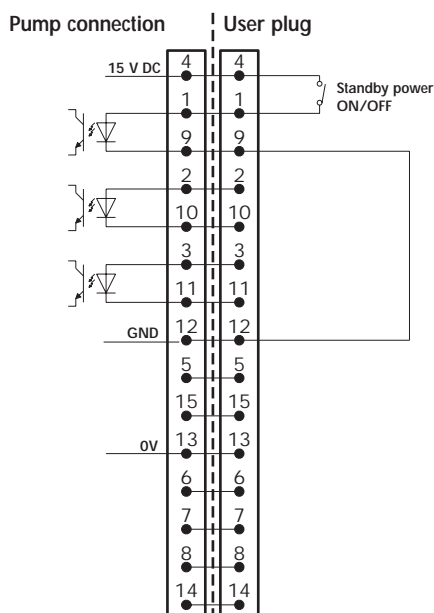 Pump connection User plug
4 4
15 V DC
Standby power
ON/OFF
1 1
9 9
2 2
10 10
3 3
11 11
12 12
GND
5 5
15 15
13 13
0V
6 6
7 7
8 8
14 14